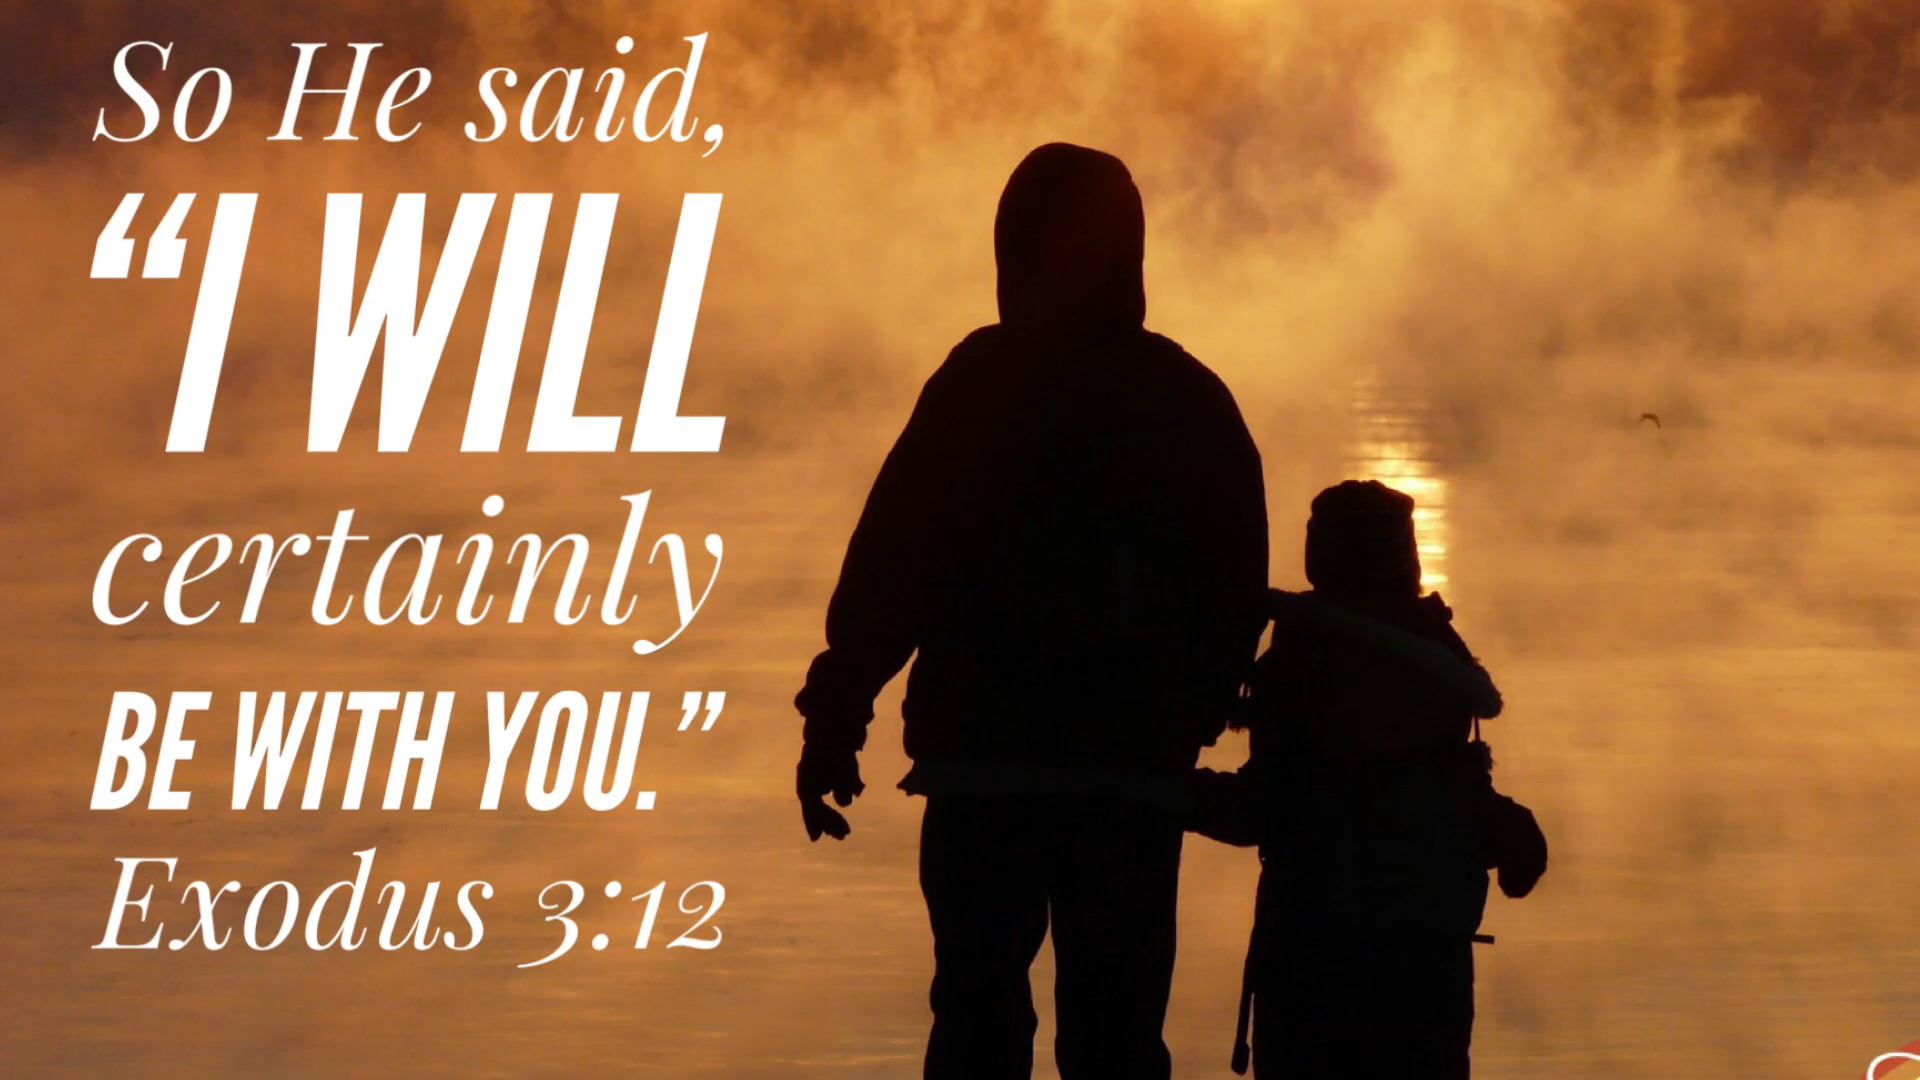 So He said,
“I WILL
certainly
BE WITH YOU.”
Exodus 3:12